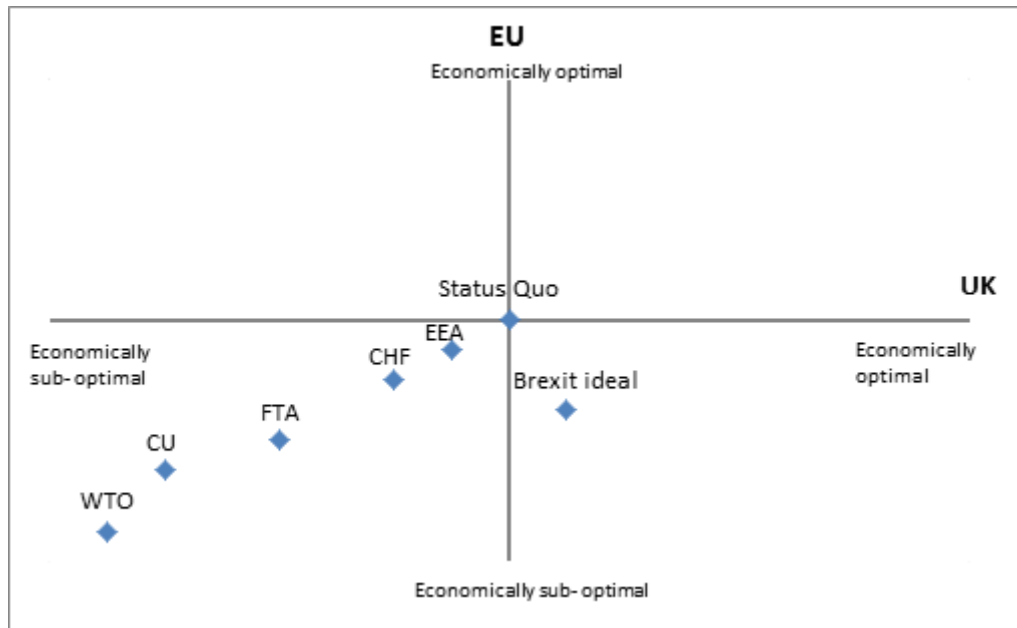 EU
Economically optimal
Status Quo
UK
EEA
Economically
sub- optimal
CHF
Economically
optimal
Brexit ideal
FTA
CU
WTO
Economically sub- optimal